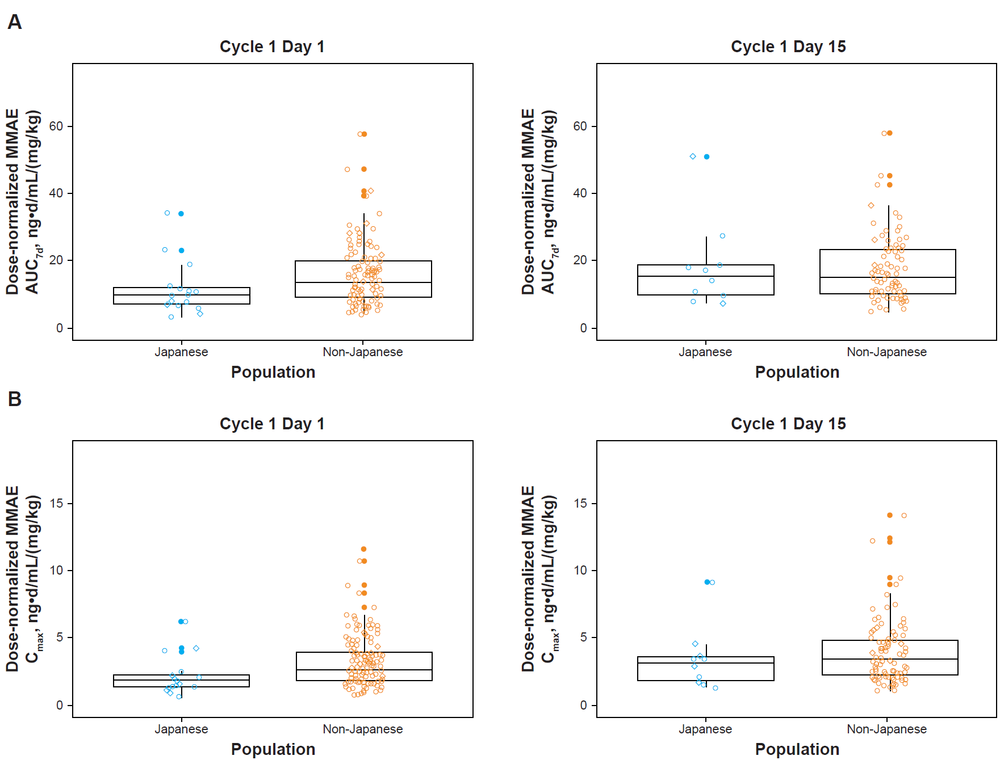 A
Cycle 1 Day 1
Dose-normalized MMAE
AUC7d, ng•d/mL/(mg/kg)
60
40
20
0
Japanese
Non-Japanese
Population
Cycle 1 Day 15
Dose-normalized MMAE
AUC7d, ng•d/mL/(mg/kg)
60
40
20
0
Japanese
Non-Japanese
Population
B
Cycle 1 Day 1
Dose-normalized MMAE
Cmax, ng•d/mL/(mg/kg)
15
10
5
0
Japanese
Non-Japanese
Population
Cycle 1 Day 15
Dose-normalized MMAE
Cmax, ng•d/mL/(mg/kg)
15
10
5
0
Japanese
Non-Japanese
Population